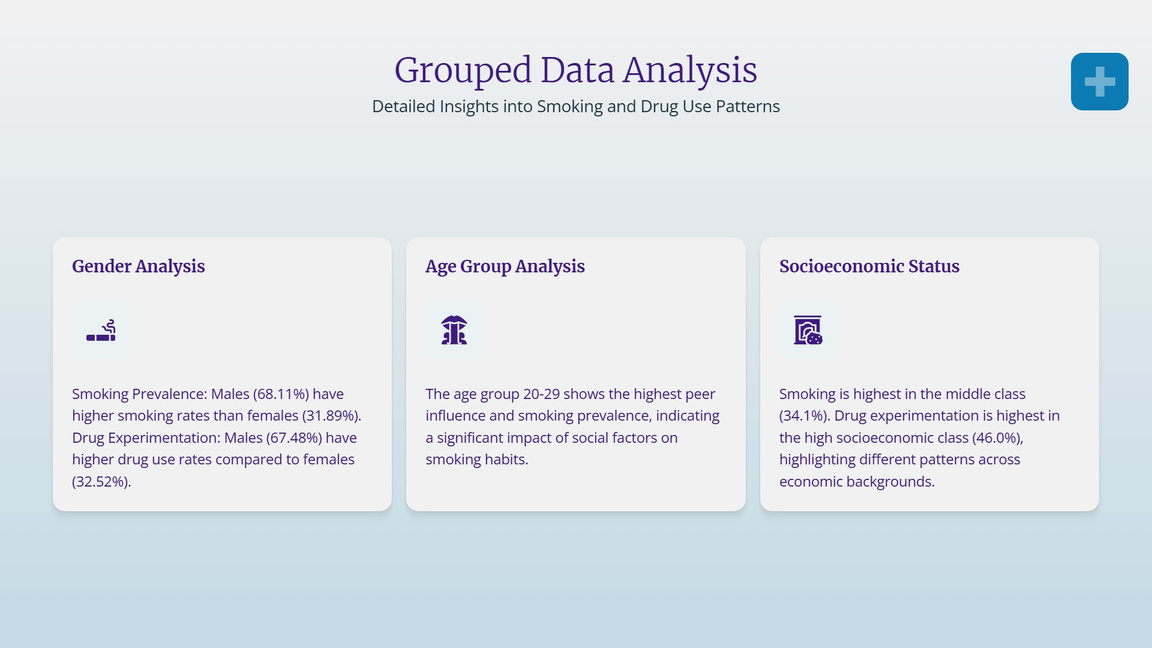 Grouped Data Analysis
Detailed Insights into Smoking and Drug Use Patterns
Gender Analysis
Smoking Prevalence: Males (68.11%) have
higher smoking rates than females (31.89%).
Drug Experimentation: Males (67.48%) have
higher drug use rates compared to females
(32.52%).
Age Group Analysis
The age group 20-29 shows the highest peer
influence and smoking prevalence, indicating
a significant impact of social factors on
smoking habits.
Socioeconomic Status
Smoking is highest in the middle class
(34.1%). Drug experimentation is highest in
the high socioeconomic class (46.0%),
highlighting different patterns across
economic backgrounds.